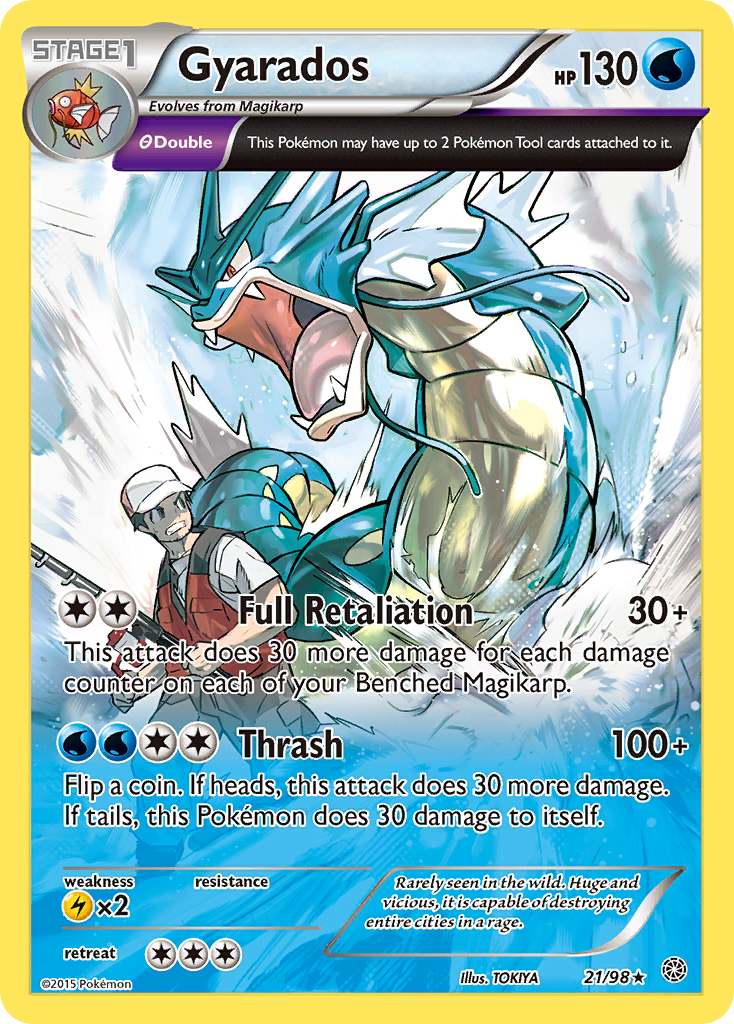 STAGE1
Gyarados
HP130
Evolves from Magikarp
θDouble
This Pokémon may have up to 2 Pokémon Tool cards attached to it.
Full Retaliation 30+
This attack does 30 more damage for each damage
counter on each of your Benched Magikarp.
Thrash 100+
Flip a coin. If heads, this attack does 30 more damage.
If tails, this Pokémon does 30 damage to itself.
weakness resistance
×2
retreat
Rarely seen in the wild. Huge and
vicious, it is capable of destroying
entire cities in a rage.
©2015 Pokémon
Illus. TOKIYA
21/98★